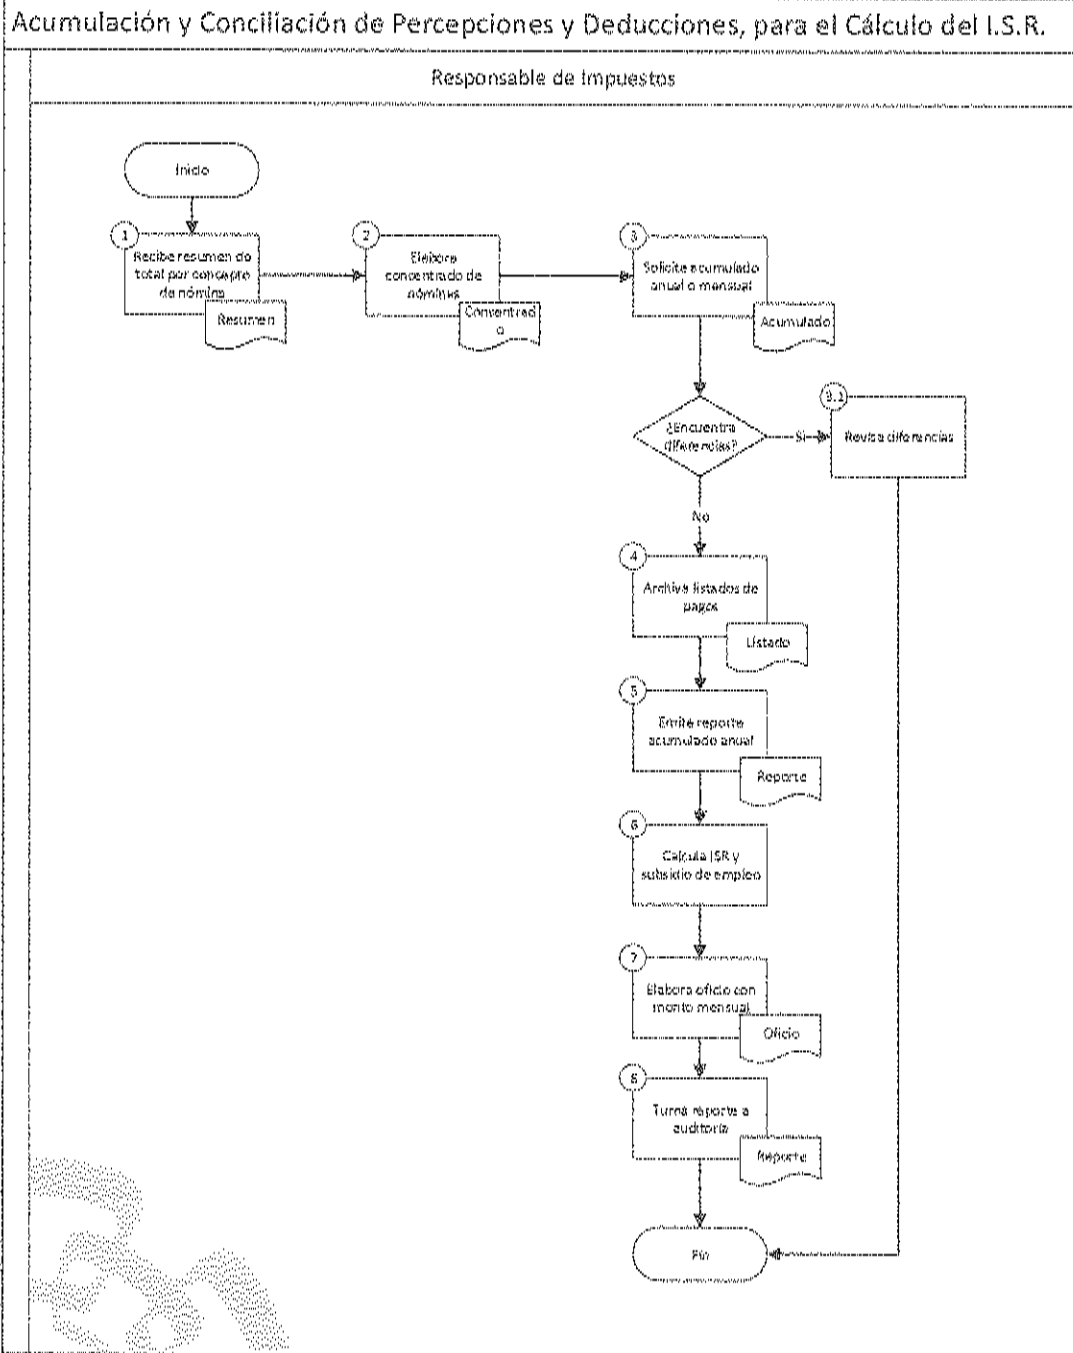 Acumulación y Conciliación de Percepciones y Deducciones, para el Cálculo del I.S.R.
Responsable de Impuestos
Inicio
1
Recibe resumen de
total por concepto
de nómina
Resumen
2
Elabora
concentrado de
nóminas
Concentrad
o
3
Solicite acumulado
anual o mensual
Acumulado
¿Encuentra
diferencias?
Si
3.1
Revisa diferencias
No
4
Archiva listados de
pagos
Listado
5
Emite reporte
acumulado anual
Reporte
6
Calcula ISR y
subsidio de empleo
7
Elabora oficio con
monto mensual
Oficio
8
Turna reporte a
auditoría
Reporte
Fin